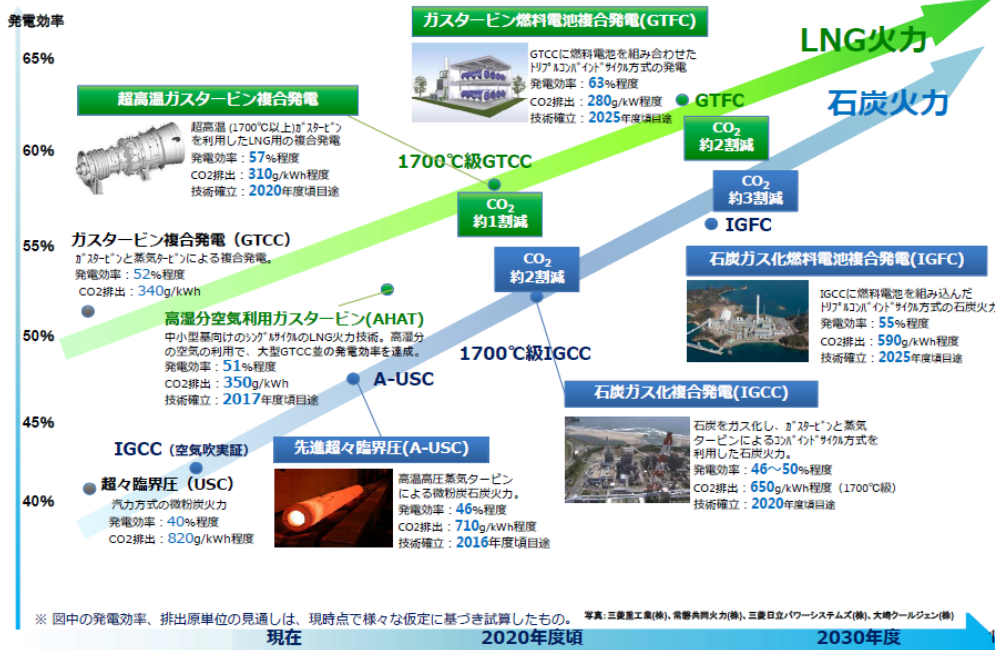 発電効率
65%
60%
55%
50%
45%
40%
LNG火力
石炭火力
ガスタービン燃料電池複合発電(GTFC)
GTCCに燃料電池を組み合わせた
トリプルコンバインドサイクル方式の発電
発電効率：63%程度
CO2排出：280g/kW程度
技術確立：2025年度頃目途
GTFC
CO2
約2割減
超高温ガスタービン複合発電
超高温 (1700℃以上)ガスタービン
を利用したLNG用の複合発電
発電効率：57%程度
CO2排出：310g/kWh程度
技術確立：2020年度頃目途
1700℃級GTCC
CO2
約1割減
CO2
約3割減
IGFC
ガスタービン複合発電（GTCC）
ガスタービンと蒸気タービンによる複合発電。
発電効率：52%程度
CO2排出：340g/kWh
CO2
約2割減
石炭ガス化燃料電池複合発電(IGFC)
IGCCに燃料電池を組み込んだ
トリプルコンバインドサイクル方式の石炭火力
発電効率：55%程度
CO2排出：590g/kWh程度
技術確立：2025年度頃目途
高湿分空気利用ガスタービン(AHAT)
中小型基向けのシングルサイクルのLNG火力技術。高湿分
の空気の利用で、大型GTCC並の発電効率を達成。
発電効率：51%程度
CO2排出：350g/kWh
技術確立：2017年度頃目途
A-USC
1700℃級IGCC
石炭ガス化複合発電(IGCC)
石炭をガス化し、ガスタービンと蒸気
タービンによるコンバインドサイクル方式を
利用した石炭火力。
発電効率：46～50%程度
CO2排出：650g/kWh程度（1700℃級）
技術確立：2020年度頃目途
IGCC（空気吹実証）
先進超々臨界圧(A-USC)
高温高圧蒸気タービン
による微粉炭石炭火力。
発電効率：46%程度
CO2排出：710g/kWh程度
技術確立：2016年度頃目途
超々臨界圧（USC）
汽力方式の微粉炭火力
発電効率：40%程度
CO2排出：820g/kWh程度
※ 図中の発電効率、排出原単位の見通しは、現時点で様々な仮定に基づき試算したもの。
写真：三菱重工業(株)、常磐共同火力(株)、三菱日立パワーシステムズ(株)、大崎クールジェン(株)
現在
2020年度頃
2030年度